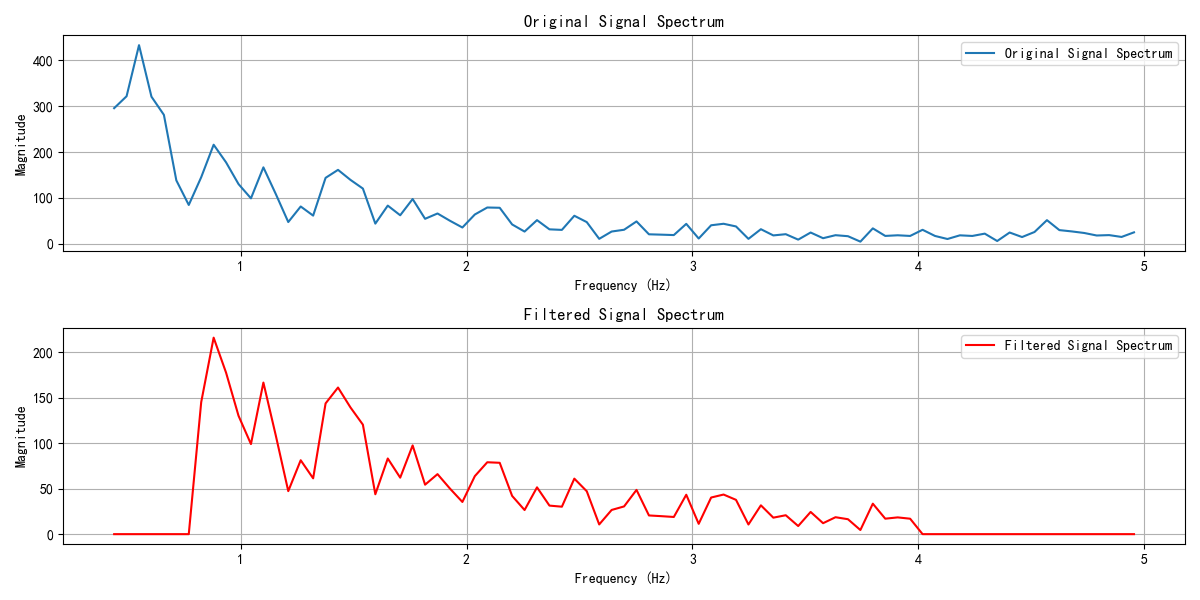 Original Signal Spectrum
Original Signal Spectrum
Magnitude
400
300
200
100
0
1
2
3
4
5
Frequency (Hz)
Filtered Signal Spectrum
Filtered Signal Spectrum
Magnitude
200
150
100
50
0
1
2
3
4
5
Frequency (Hz)